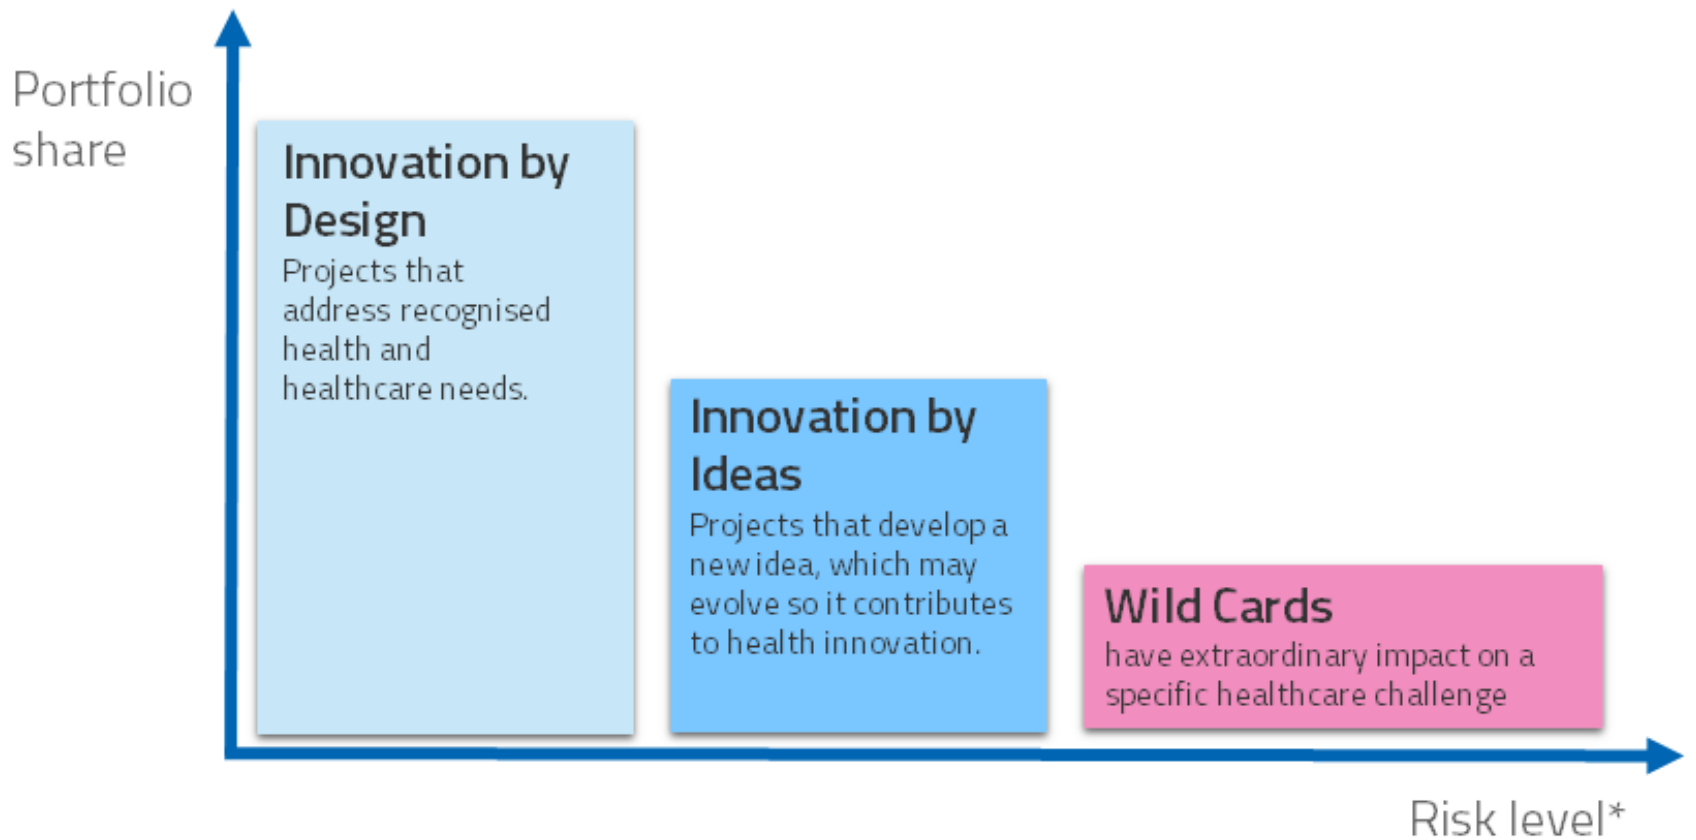 Portfolio
share
Innovation by
Design
Projects that
address recognised
health and
healthcare needs.
Innovation by
Ideas
Projects that develop a
new idea, which may
evolve so it contributes
to health innovation.
Wild Cards
have extraordinary impact on a
specific healthcare challenge
Risk level*